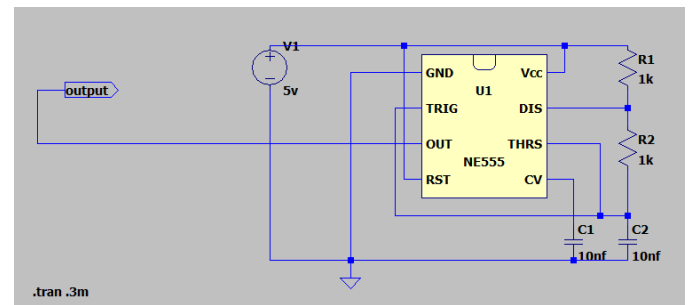 V1
5v
output
GND
TRIG
OUT
RST
U1
NE555
Vcc
DIS
THRS
CV
R1
1k
R2
1k
C1
10nf
C2
10nf
.tran .3m